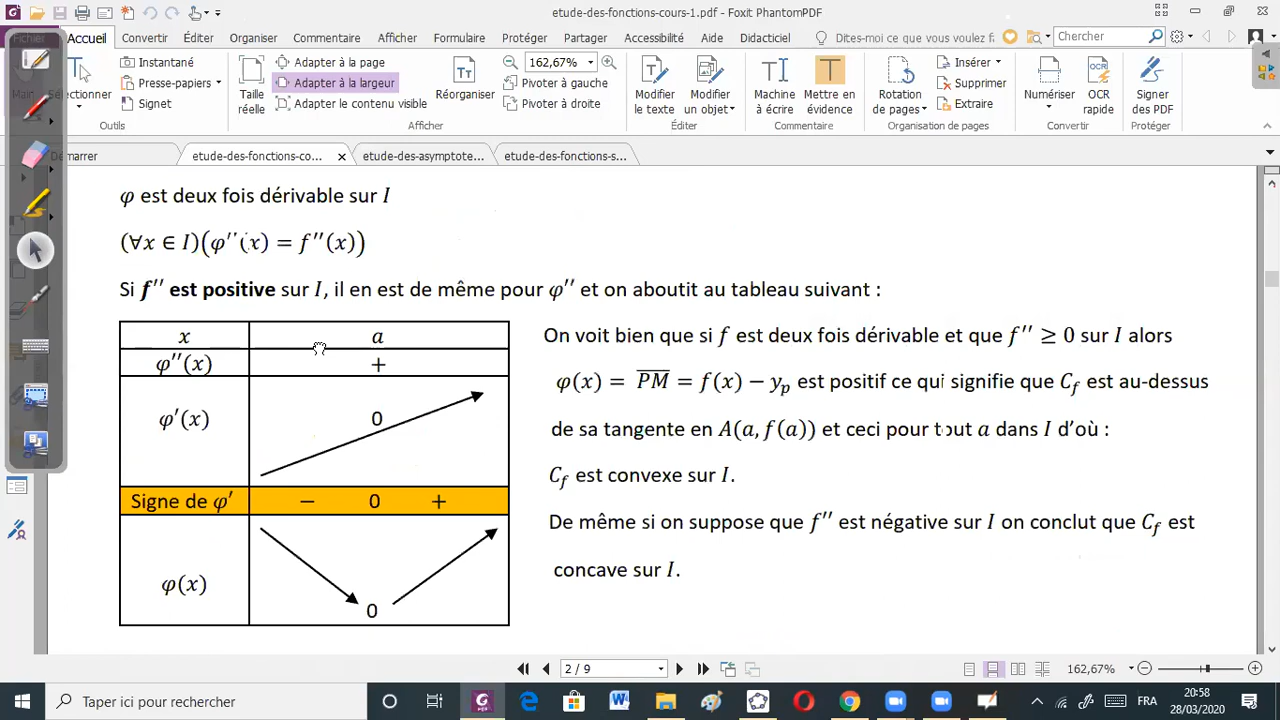 etude-des-fonctions-cours-1.pdf - Foxit PhantomPDF
Fichier Accueil Convertir Éditer Organiser Commentaire Afficher Formulaire Protéger Partager Accessibilité Aide Didacticiel Dites-moi ce que vous vou Chercher
Main
Sélectionner
Instantané
Presse-papiers
Signet
Outils
Taille réelle
Adapter à la page
Adapter à la largeur
Adapter le contenu visible
162,67%
Pivoter à gauche
Pivoter à droite
Réorganiser
Afficher
Modifier le texte
Modifier un objet
Éditer
Machine à écrire
Mettre en évidence
Commentaire
Rotation de pages
Insérer
Supprimer
Extraire
Organisation de pages
Numériser
OCR rapide
Convertir
Signer des PDF
Protéger
Démarrer etude-des-fonctions-co... etude-des-asymptote... etude-des-fonctions-s...
φ est deux fois dérivable sur I
(∀x ∈ I)(φ''(x) = f''(x))
Si f'' est positive sur I, il en est de même pour φ'' et on aboutit au tableau suivant :
x a
φ''(x) +
φ'(x) 0
Signe de φ' − 0 +
φ(x) 0
On voit bien que si f est deux fois dérivable et que f'' ≥ 0 sur I alors
φ(x) = P̅M̅ = f(x) − yₚ est positif ce qui signifie que C_f est au-dessus
de sa tangente en A(a, f(a)) et ceci pour tout a dans I d'où :
C_f est convexe sur I.
De même si on suppose que f'' est négative sur I on conclut que C_f est
concave sur I.
2 / 9 162,67%
Taper ici pour rechercher
FRA
20:58
28/03/2020